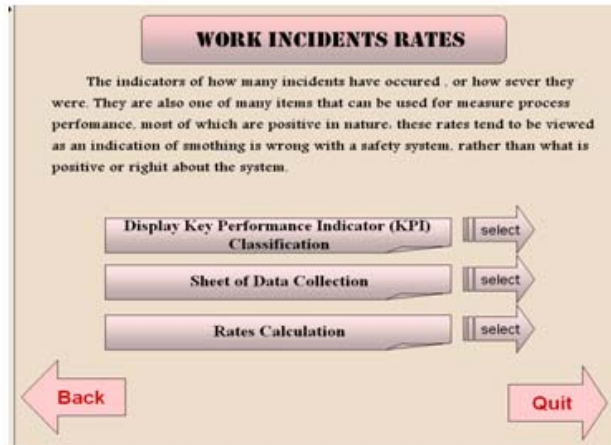 WORK INCIDENTS RATES
The indicators of how many incidents have occured , or how sever they
were. They are also one of many items that can be used for measure process
perfomance. most of which are positive in nature. these rates tend to be viewed
as an indication of smothing is wrong with a safety system. rather than what is
positive or righit about the system.
Display Key Performance Indicator (KPI)
Classification
select
Sheet of Data Collection
select
Rates Calculation
select
Back
Quit